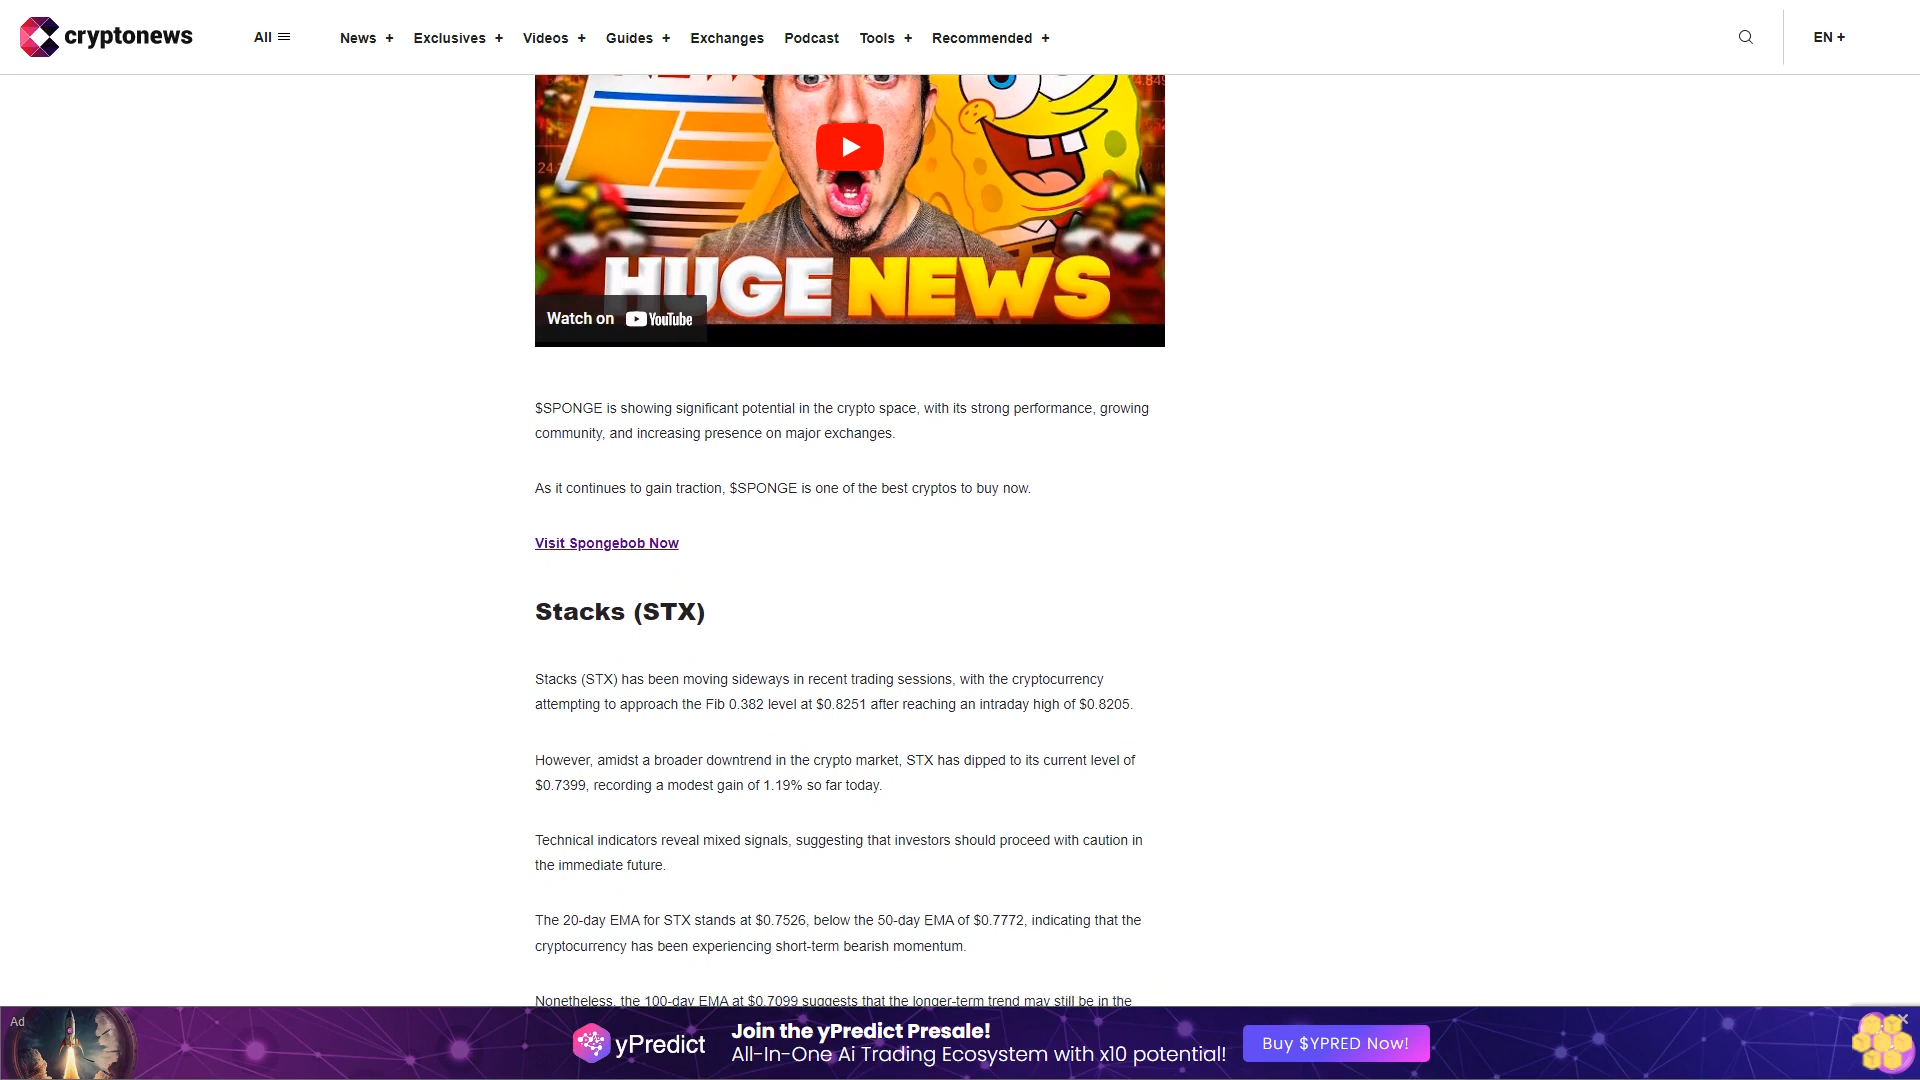 cryptonews
All
News +
Exclusives +
Videos +
Guides +
Exchanges
Podcast
Tools +
Recommended +
EN +
HUGE NEWS
Watch on YouTube
$SPONGE is showing significant potential in the crypto space, with its strong performance, growing
community, and increasing presence on major exchanges.
As it continues to gain traction, $SPONGE is one of the best cryptos to buy now.
Visit Spongebob Now
Stacks (STX)
Stacks (STX) has been moving sideways in recent trading sessions, with the cryptocurrency
attempting to approach the Fib 0.382 level at $0.8251 after reaching an intraday high of $0.8205.
However, amidst a broader downtrend in the crypto market, STX has dipped to its current level of
$0.7399, recording a modest gain of 1.19% so far today.
Technical indicators reveal mixed signals, suggesting that investors should proceed with caution in
the immediate future.
The 20-day EMA for STX stands at $0.7526, below the 50-day EMA of $0.7772, indicating that the
cryptocurrency has been experiencing short-term bearish momentum.
Nonetheless, the 100-day EMA at $0.7099 suggests that the longer-term trend may still be in the
Ad
yPredict
Join the yPredict Presale!
All-In-One Ai Trading Ecosystem with x10 potential!
Buy $YPRED Now!